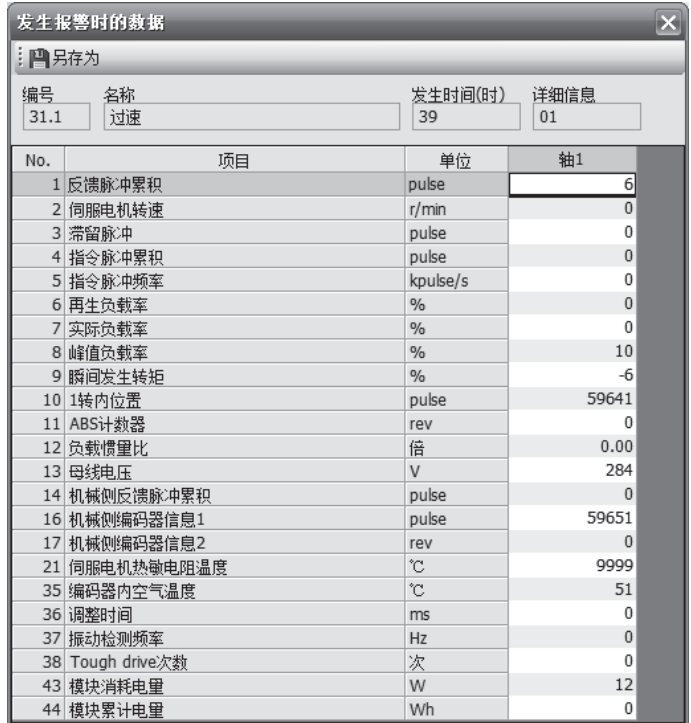 发生报警时的数据
另存为
编号 名称 发生时间(时) 详细信息
31.1 过速 39 01
No. 项目 单位 轴1
1 反馈脉冲累积 pulse 6
2 伺服电机转速 r/min 0
3 滞留脉冲 pulse 0
4 指令脉冲累积 pulse 0
5 指令脉冲频率 kpulse/s 0
6 再生负载率 % 0
7 实际负载率 % 0
8 峰值负载率 % 10
9 瞬间发生转矩 % -6
10 1转内位置 pulse 59641
11 ABS计数器 rev 0
12 负载惯量比 倍 0.00
13 母线电压 V 284
14 机械侧反馈脉冲累积 pulse 0
16 机械侧编码器信息1 pulse 59651
17 机械侧编码器信息2 rev 0
21 伺服电机热敏电阻温度 ℃ 9999
35 编码器内空气温度 ℃ 51
36 调整时间 ms 0
37 振动检测频率 Hz 0
38 Tough drive次数 次 0
43 模块消耗电量 W 12
44 模块累计电量 Wh 0